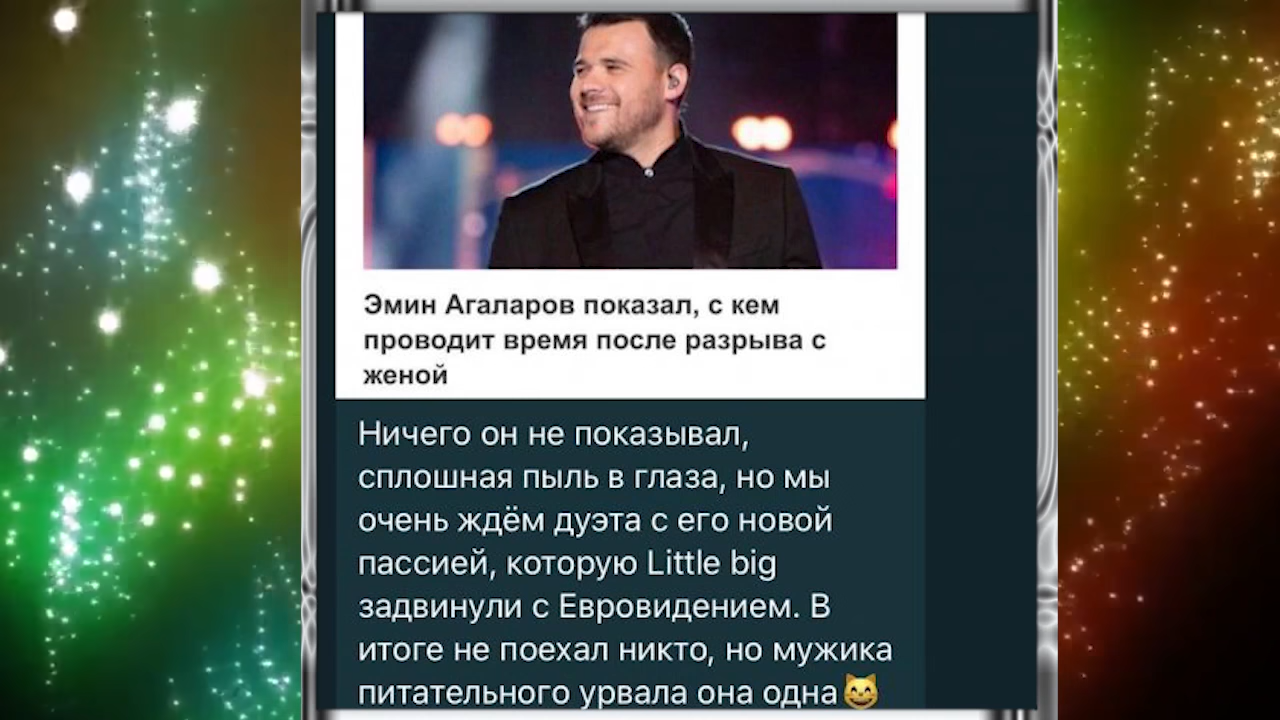 Эмин Агаларов показал, с кем
проводит время после разрыва с
женой
Ничего он не показывал,
сплошная пыль в глаза, но мы
очень ждём дуэта с его новой
пассией, которую Little big
задвинули с Евровидением. В
итоге не поехал никто, но мужика
питательного урвала она одна😸